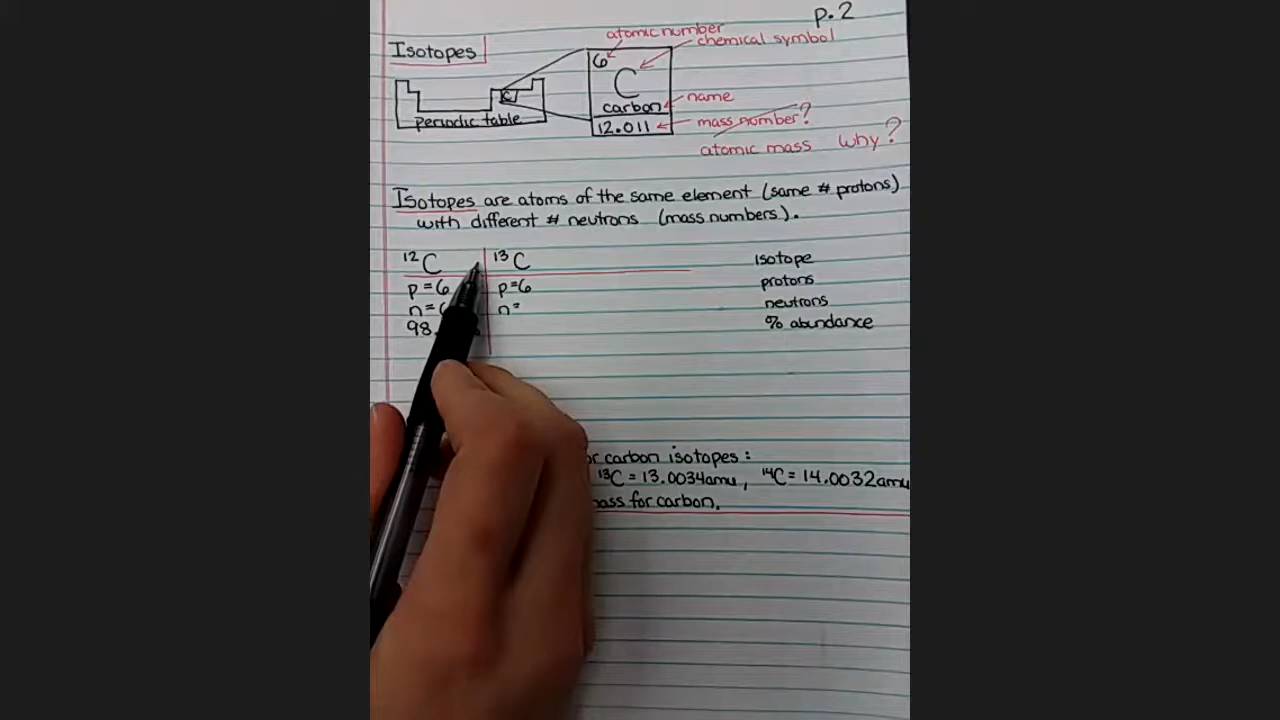 p.2
atomic number
chemical symbol
Isotopes
6
C
carbon
name
C
periodic table
12.011
mass number?
atomic mass why?
Isotopes are atoms of the same element (same # protons)
with different # neutrons (mass numbers).
12C 13C isotope
p=6 p=6 protons
n= n= neutrons
98. % abundance
carbon isotopes:
13C = 13.0034amu, 14C = 14.0032amu
for carbon.